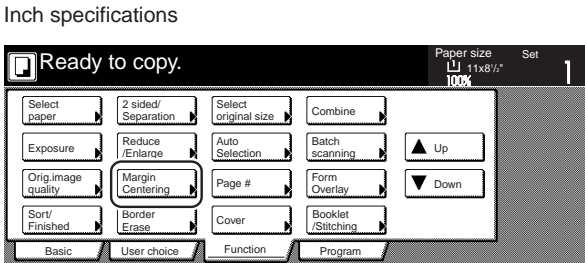 Inch specifications
Ready to copy.
Paper size
Set
11x8½"
100%
1
Select
paper
2 sided/
Separation
Select
original size
Combine
Exposure
Reduce
/Enlarge
Auto
Selection
Batch
scanning
Up
Orig.image
quality
Margin
Centering
Page #
Form
Overlay
Down
Sort/
Finished
Border
Erase
Cover
Booklet
/Stitching
Basic
User choice
Function
Program